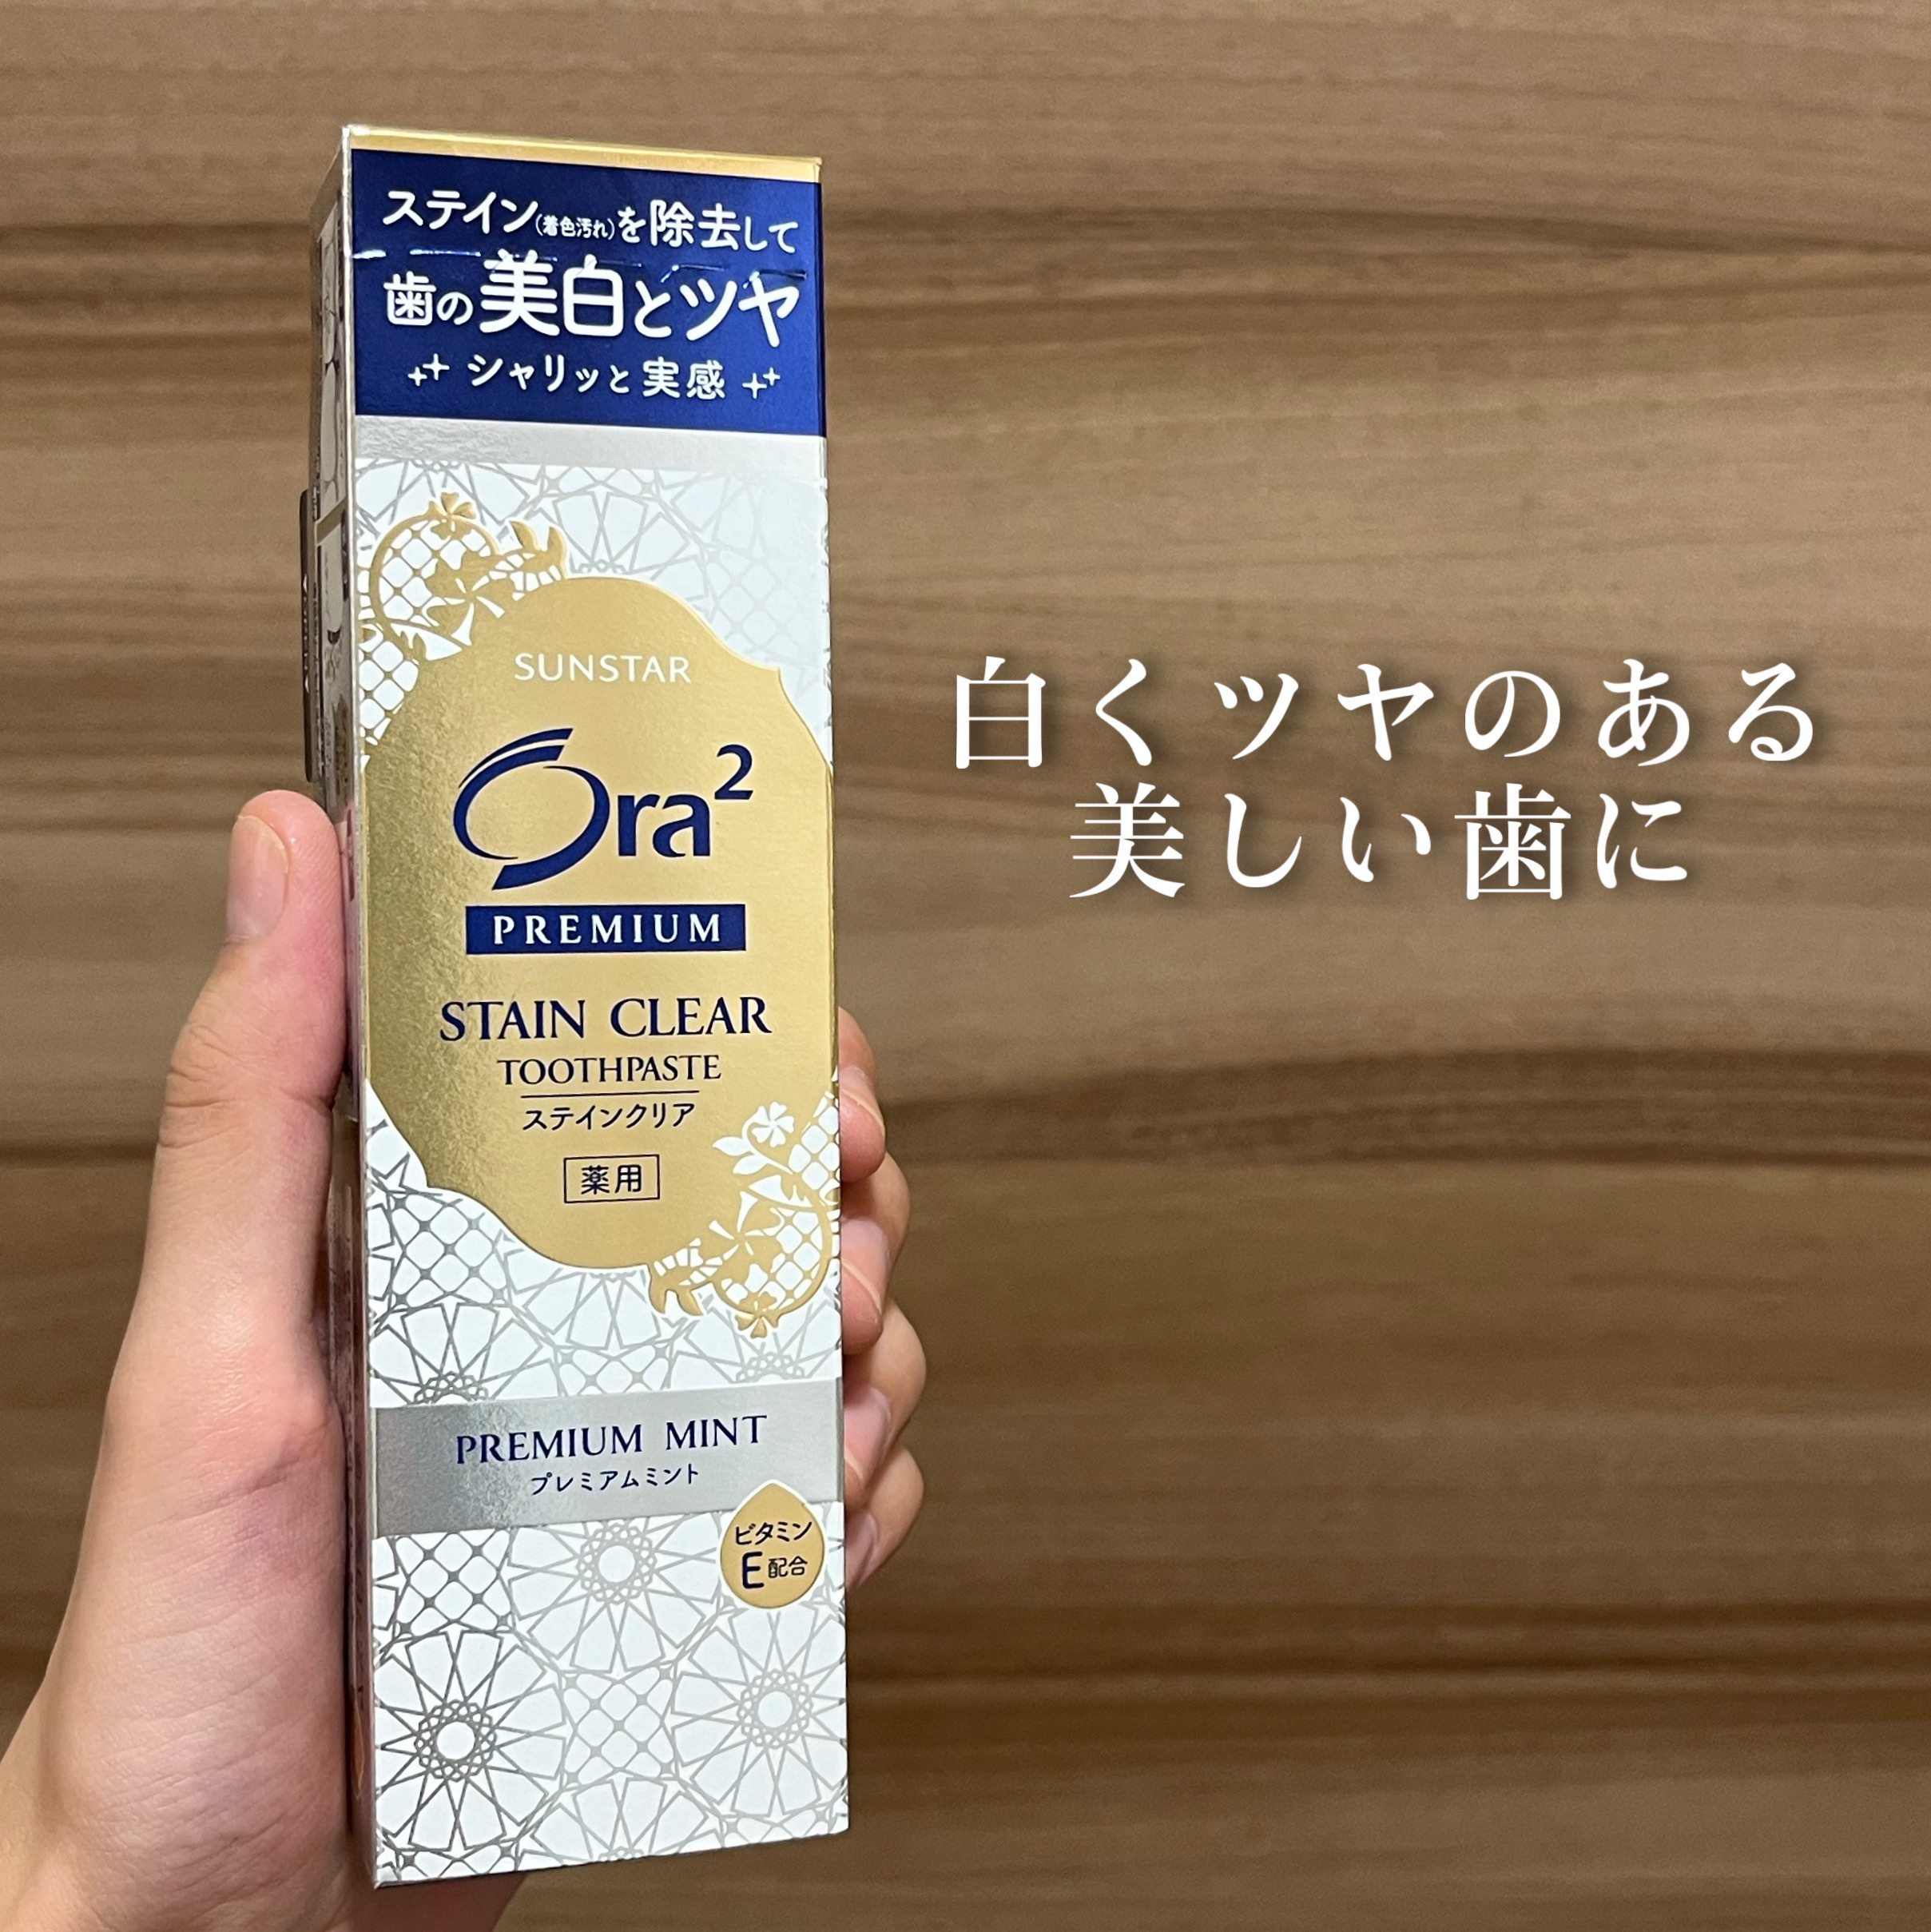 ステイン(着色汚れ)を除去して
歯の美白とツヤ
シャリッと実感
SUNSTAR
Ora²
PREMIUM
STAIN CLEAR
TOOTHPASTE
ステインクリア
薬用
PREMIUM MINT
プレミアムミント
ビタミン
E配合
白くツヤのある
美しい歯に